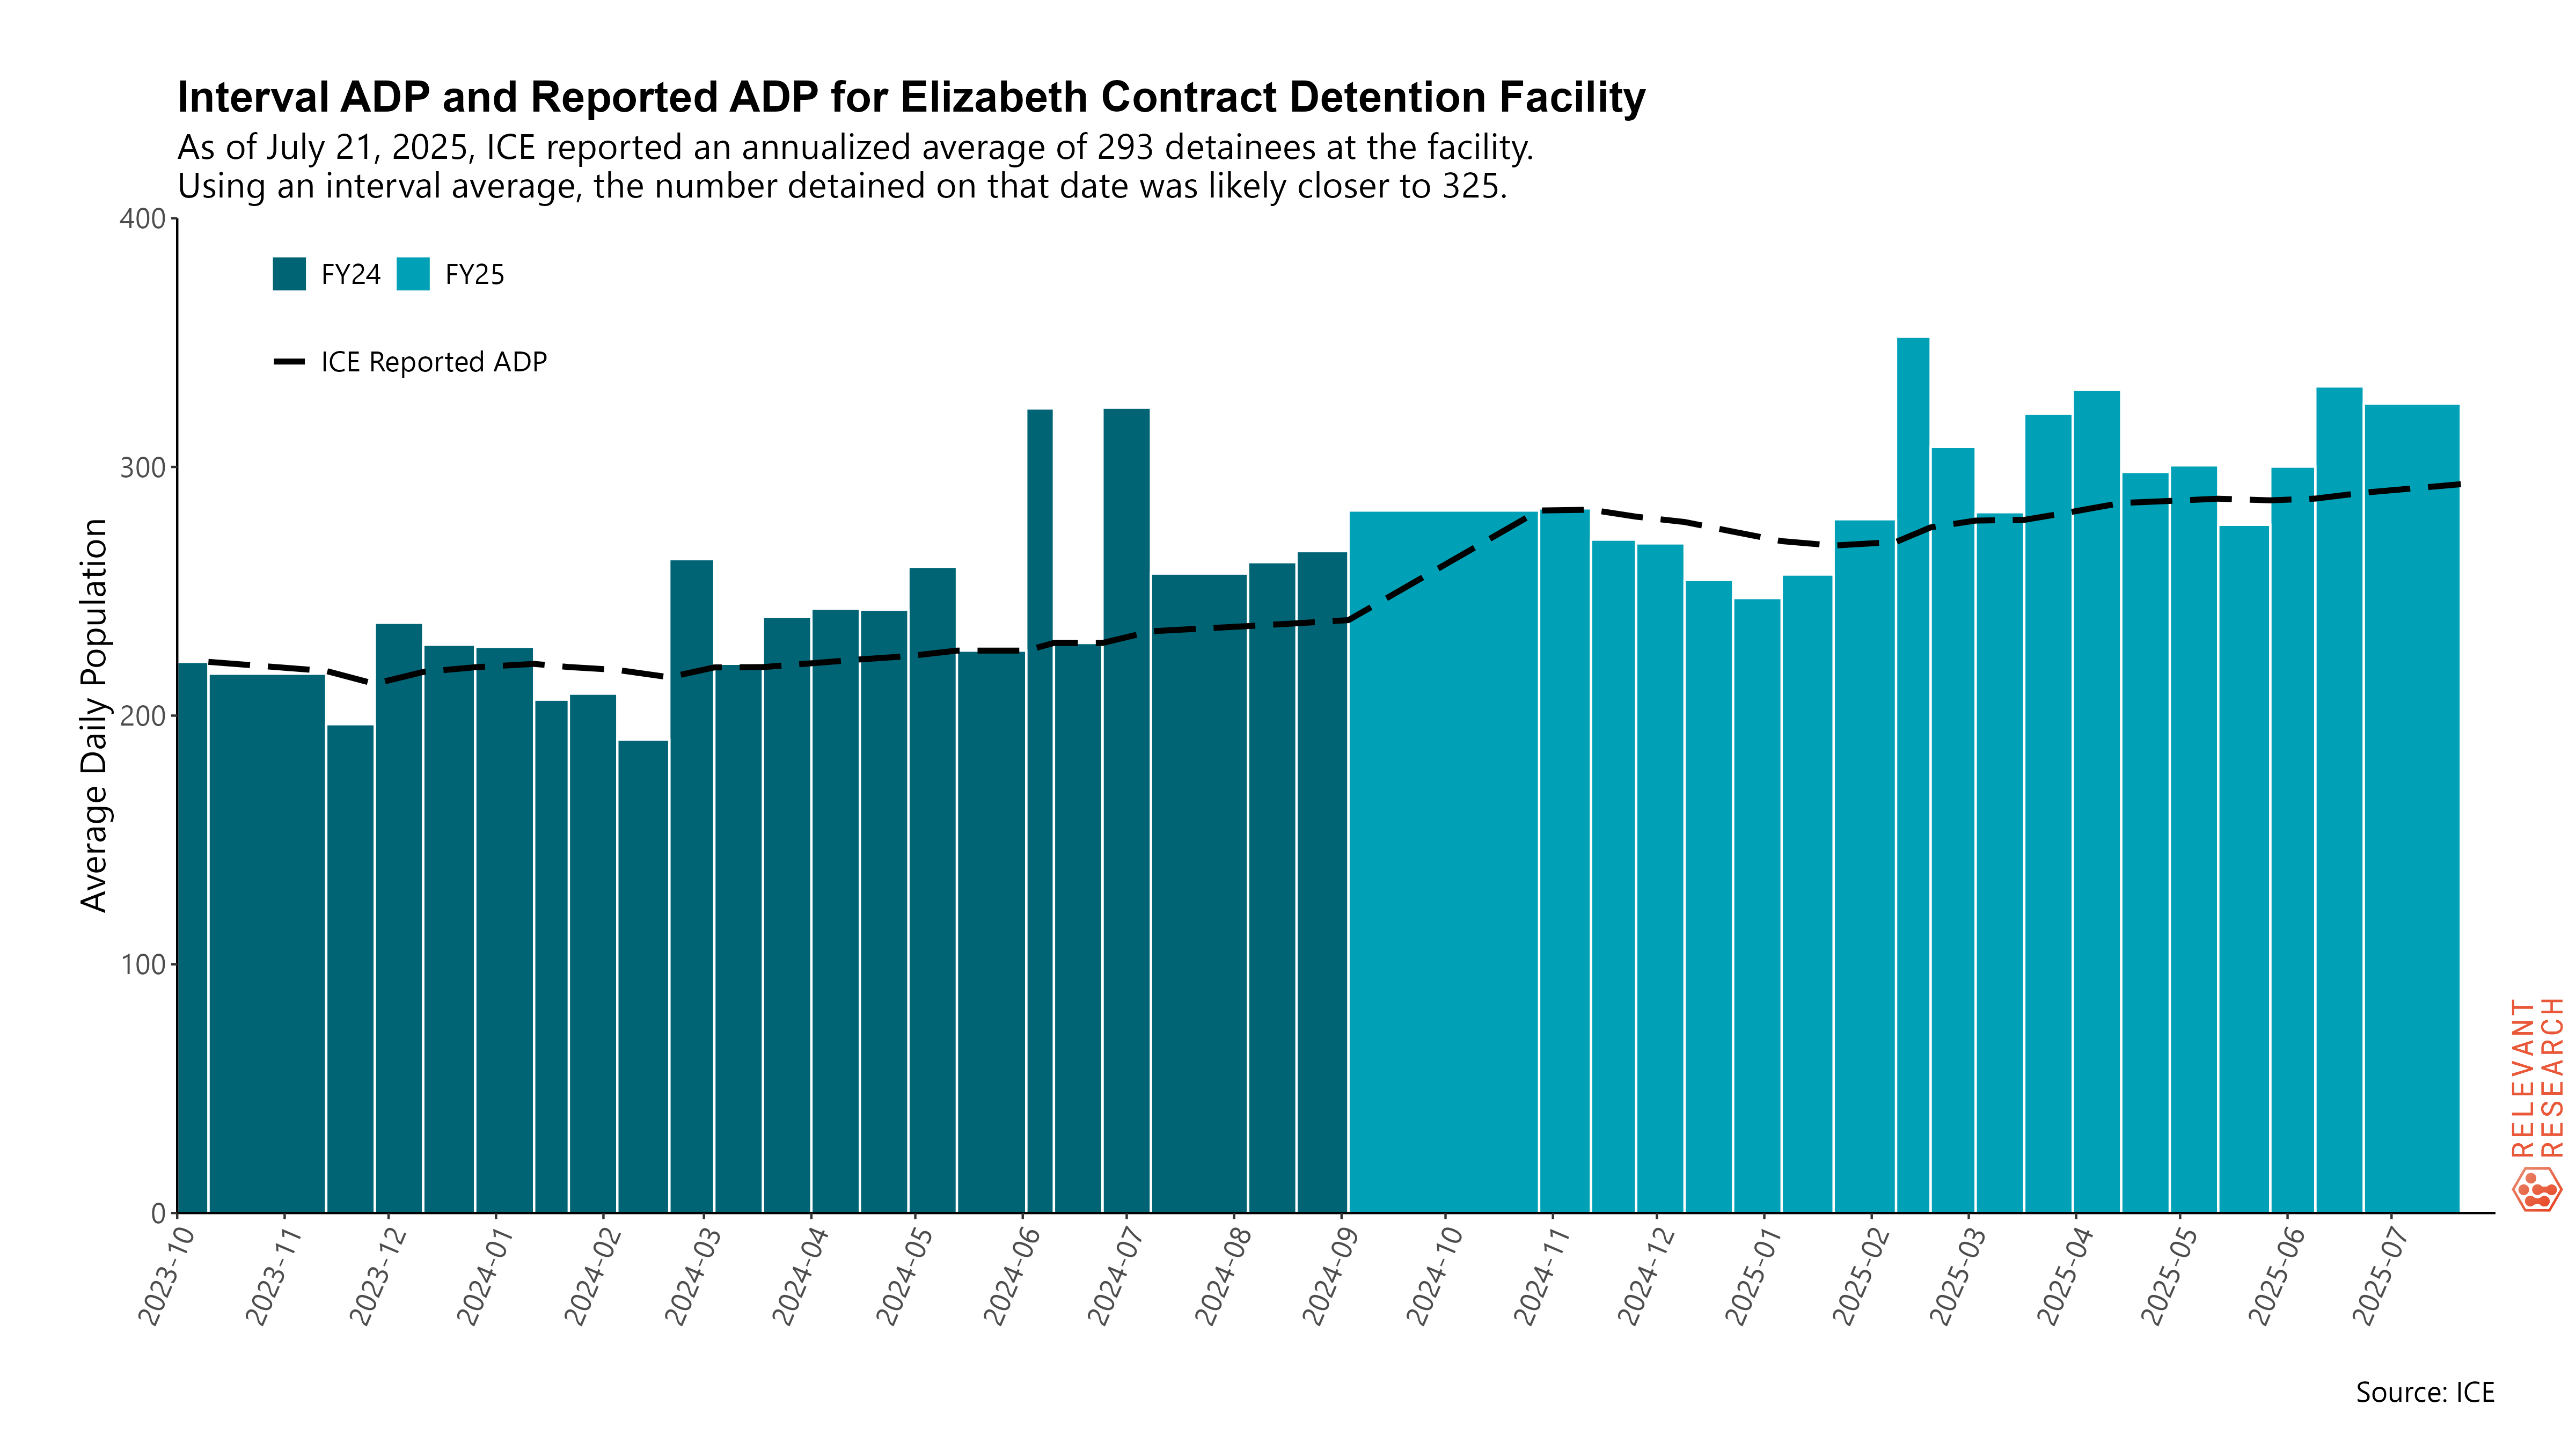 Interval ADP and Reported ADP for Elizabeth Contract Detention Facility
As of July 21, 2025, ICE reported an annualized average of 293 detainees at the facility.
Using an interval average, the number detained on that date was likely closer to 325.
FY24
FY25
ICE Reported ADP
Average Daily Population
400
300
200
100
0
2023-10
2023-11
2023-12
2024-01
2024-02
2024-03
2024-04
2024-05
2024-06
2024-07
2024-08
2024-09
2024-10
2024-11
2024-12
2025-01
2025-02
2025-03
2025-04
2025-05
2025-06
2025-07
RELEVANT
RESEARCH
Source: ICE